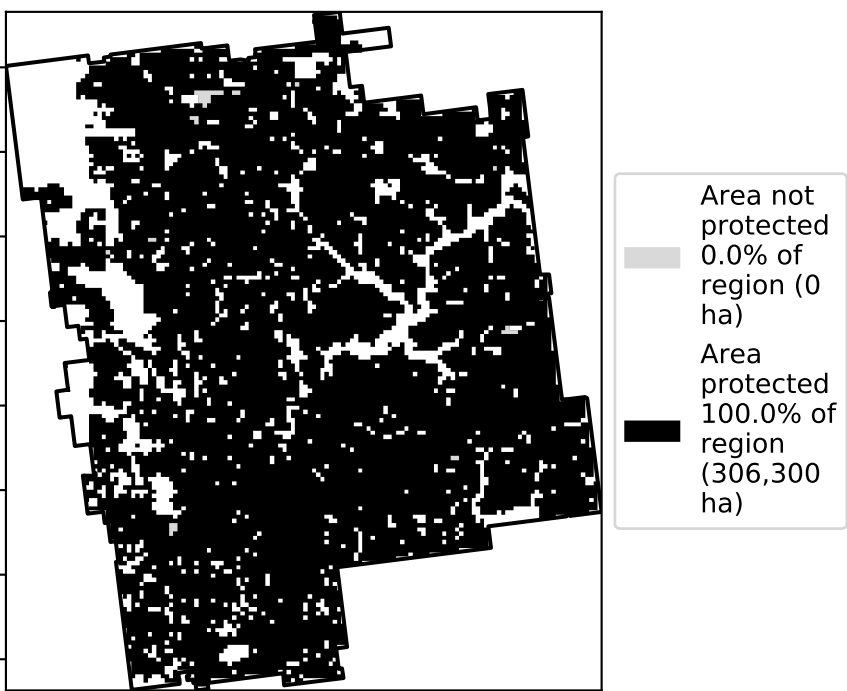 Area not
protected
0.0% of
region (0
ha)
Area
protected
100.0% of
region
(306,300
ha)